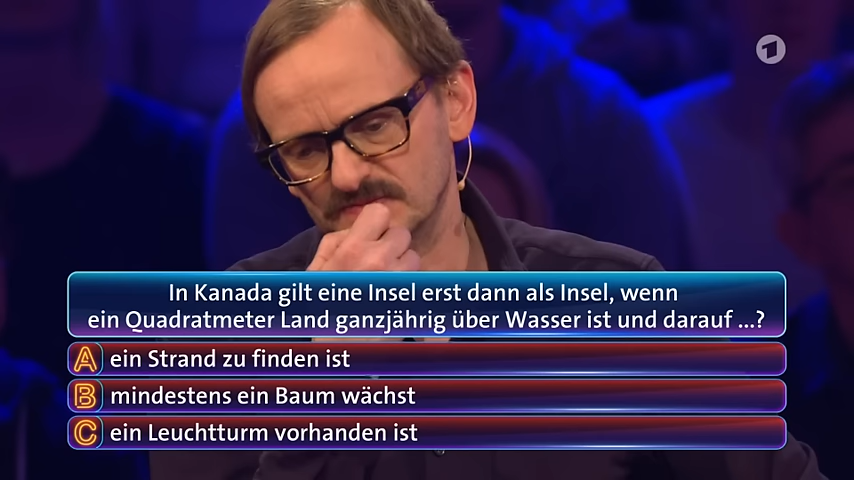 1
In Kanada gilt eine Insel erst dann als Insel, wenn
ein Quadratmeter Land ganzjährig über Wasser ist und darauf ...?
A ein Strand zu finden ist
B mindestens ein Baum wächst
C ein Leuchtturm vorhanden ist